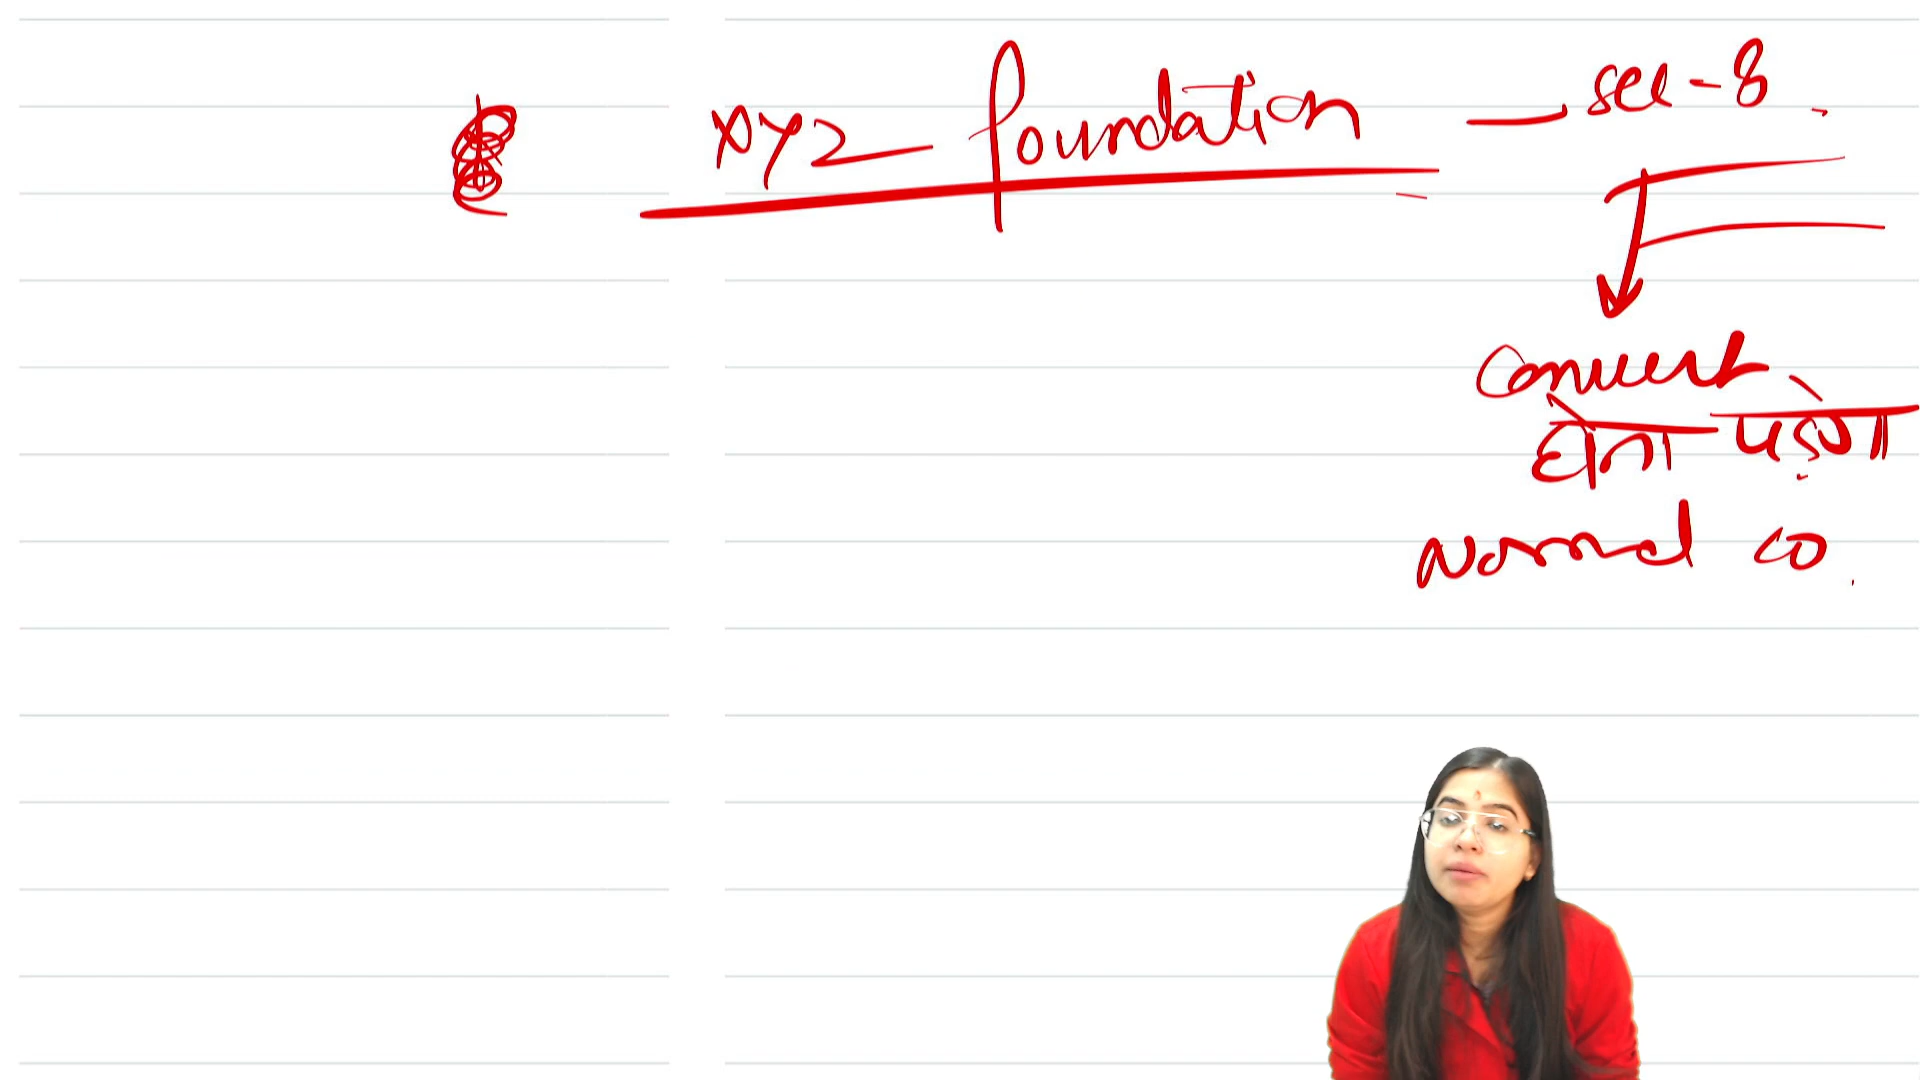 xyz foundation — sec-8.
Convert
होना पड़ेगा
Normal co.